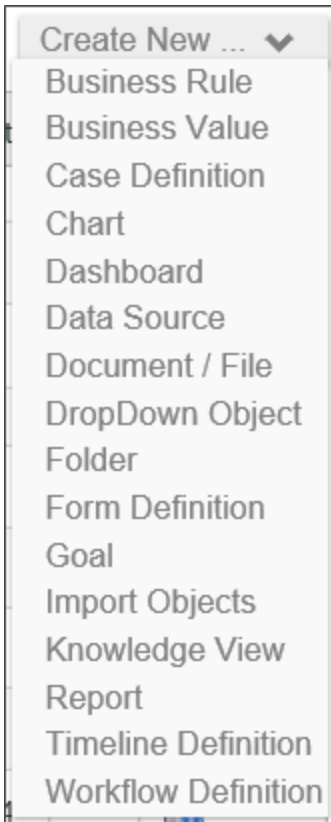 Create New ...
Business Rule
Business Value
Case Definition
Chart
Dashboard
Data Source
Document / File
DropDown Object
Folder
Form Definition
Goal
Import Objects
Knowledge View
Report
Timeline Definition
Workflow Definition